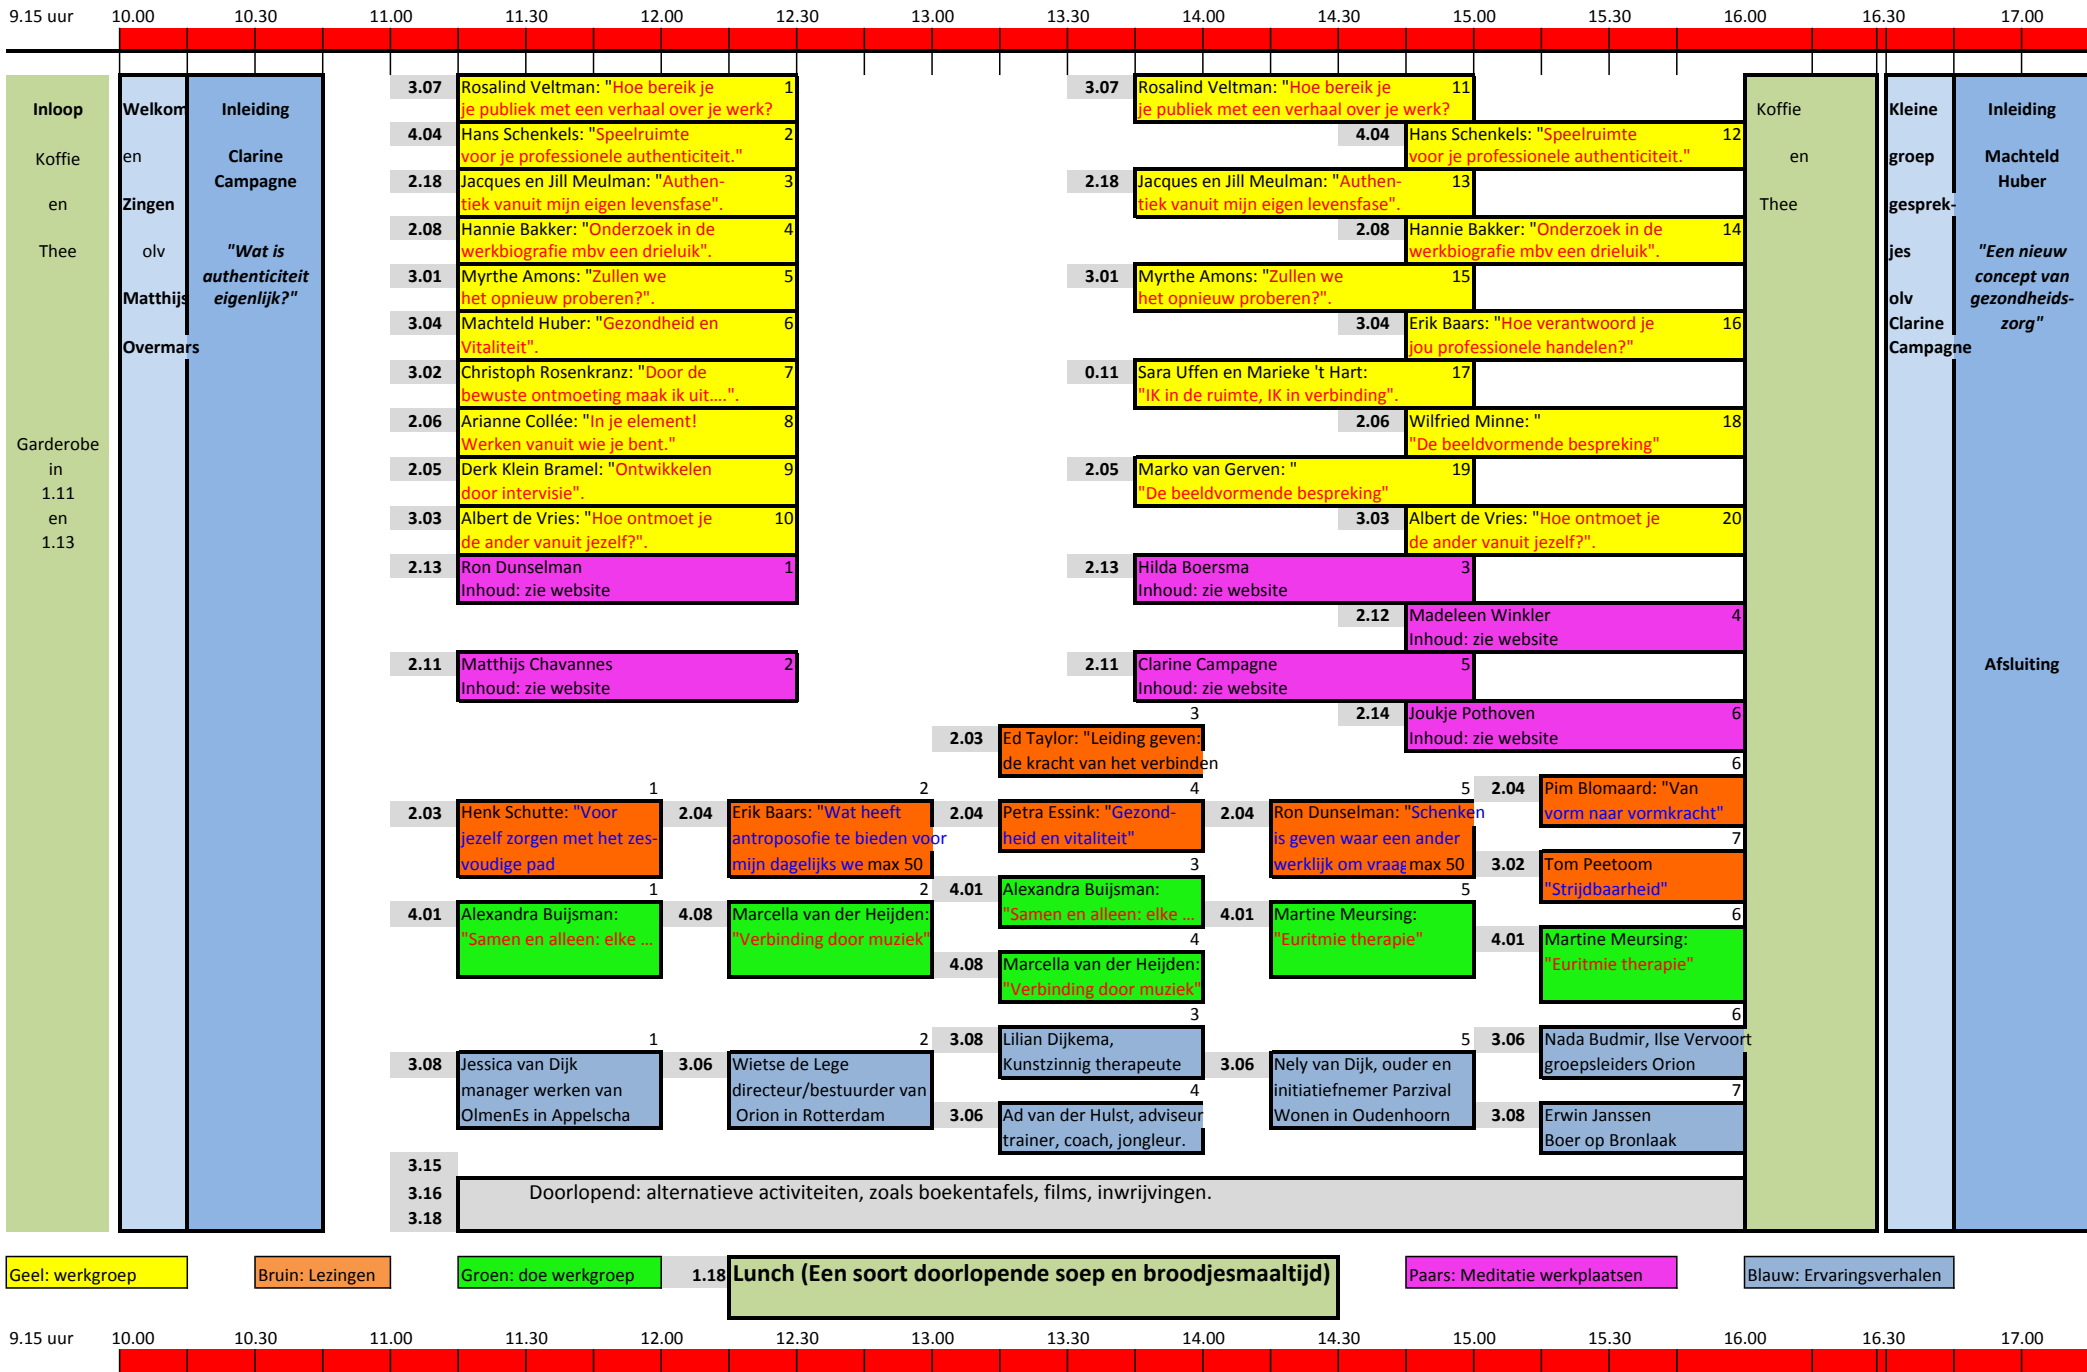 9.15 uur 10.00 10.30 11.00 11.30 12.00 12.30 13.00 13.30 14.00 14.30 15.00 15.30 16.00 16.30 17.00
Inloop
Koffie
en
Thee
Garderobe
in
1.11
en
1.13
Welkom
en
Zingen
olv
Matthijs
Overmars
Inleiding
Clarine
Campagne
"Wat is
authenticiteit
eigenlijk?"
3.07 Rosalind Veltman: "Hoe bereik je 1
je publiek met een verhaal over je werk?
4.04 Hans Schenkels: "Speelruimte 2
voor je professionele authenticiteit."
2.18 Jacques en Jill Meulman: "Authen- 3
tiek vanuit mijn eigen levensfase".
2.08 Hannie Bakker: "Onderzoek in de 4
werkbiografie mbv een drieluik".
3.01 Myrthe Amons: "Zullen we 5
het opnieuw proberen?".
3.04 Machteld Huber: "Gezondheid en 6
Vitaliteit".
3.02 Christoph Rosenkranz: "Door de 7
bewuste ontmoeting maak ik uit....".
2.06 Arianne Collée: "In je element! 8
Werken vanuit wie je bent."
2.05 Derk Klein Bramel: "Ontwikkelen 9
door intervisie".
3.03 Albert de Vries: "Hoe ontmoet je 10
de ander vanuit jezelf?".
2.13 Ron Dunselman 1
Inhoud: zie website
2.11 Matthijs Chavannes 2
Inhoud: zie website
3.07 Rosalind Veltman: "Hoe bereik je 11
je publiek met een verhaal over je werk?
4.04 Hans Schenkels: "Speelruimte 12
voor je professionele authenticiteit."
2.18 Jacques en Jill Meulman: "Authen- 13
tiek vanuit mijn eigen levensfase".
2.08 Hannie Bakker: "Onderzoek in de 14
werkbiografie mbv een drieluik".
3.01 Myrthe Amons: "Zullen we 15
het opnieuw proberen?".
3.04 Erik Baars: "Hoe verantwoord je 16
jou professionele handelen?"
0.11 Sara Uffen en Marieke 't Hart: 17
"IK in de ruimte, IK in verbinding".
2.06 Wilfried Minne: " 18
"De beeldvormende bespreking"
2.05 Marko van Gerven: " 19
"De beeldvormende bespreking"
3.03 Albert de Vries: "Hoe ontmoet je 20
de ander vanuit jezelf?".
2.13 Hilda Boersma 3
Inhoud: zie website
2.12 Madeleen Winkler 4
Inhoud: zie website
2.11 Clarine Campagne 5
Inhoud: zie website
2.14 Joukje Pothoven 6
Inhoud: zie website
3
2.03 Ed Taylor: "Leiding geven:
de kracht van het verbinden
1
2.03 Henk Schutte: "Voor
jezelf zorgen met het zes-
voudige pad
2
2.04 Erik Baars: "Wat heeft
antroposofie te bieden voor
mijn dagelijks we max 50
4
2.04 Petra Essink: "Gezond-
heid en vitaliteit"
5
2.04 Ron Dunselman: "Schenken
is geven waar een ander
werklijk om vraag max 50
6
2.04 Pim Blomaard: "Van
vorm naar vormkracht"
7
3.02 Tom Peetoom
"Strijdbaarheid"
1
4.01 Alexandra Buijsman:
"Samen en alleen: elke ...
2
4.08 Marcella van der Heijden:
"Verbinding door muziek"
3
4.01 Alexandra Buijsman:
"Samen en alleen: elke ...
4
4.08 Marcella van der Heijden:
"Verbinding door muziek"
5
4.01 Martine Meursing:
"Euritmie therapie"
6
4.01 Martine Meursing:
"Euritmie therapie"
1
3.08 Jessica van Dijk
manager werken van
OlmenEs in Appelscha
2
3.06 Wietse de Lege
directeur/bestuurder van
Orion in Rotterdam
3
3.08 Lilian Dijkema,
Kunstzinnig therapeute
4
3.06 Ad van der Hulst, adviseur
trainer, coach, jongleur.
5
3.06 Nely van Dijk, ouder en
initiatiefnemer Parzival
Wonen in Oudenhoorn
6
3.06 Nada Budmir, Ilse Vervoort
groepsleiders Orion
7
3.08 Erwin Janssen
Boer op Bronlaak
3.15
3.16 Doorlopend: alternatieve activiteiten, zoals boekentafels, films, inwrijvingen.
3.18
Koffie
en
Thee
Kleine
groep
gesprek-
jes
olv
Clarine
Campagne
Inleiding
Machteld
Huber
"Een nieuw
concept van
gezondheids-
zorg"
Afsluiting
Geel: werkgroep
Bruin: Lezingen
Groen: doe werkgroep
1.18 Lunch (Een soort doorlopende soep en broodjesmaaltijd)
Paars: Meditatie werkplaatsen
Blauw: Ervaringsverhalen
9.15 uur 10.00 10.30 11.00 11.30 12.00 12.30 13.00 13.30 14.00 14.30 15.00 15.30 16.00 16.30 17.00